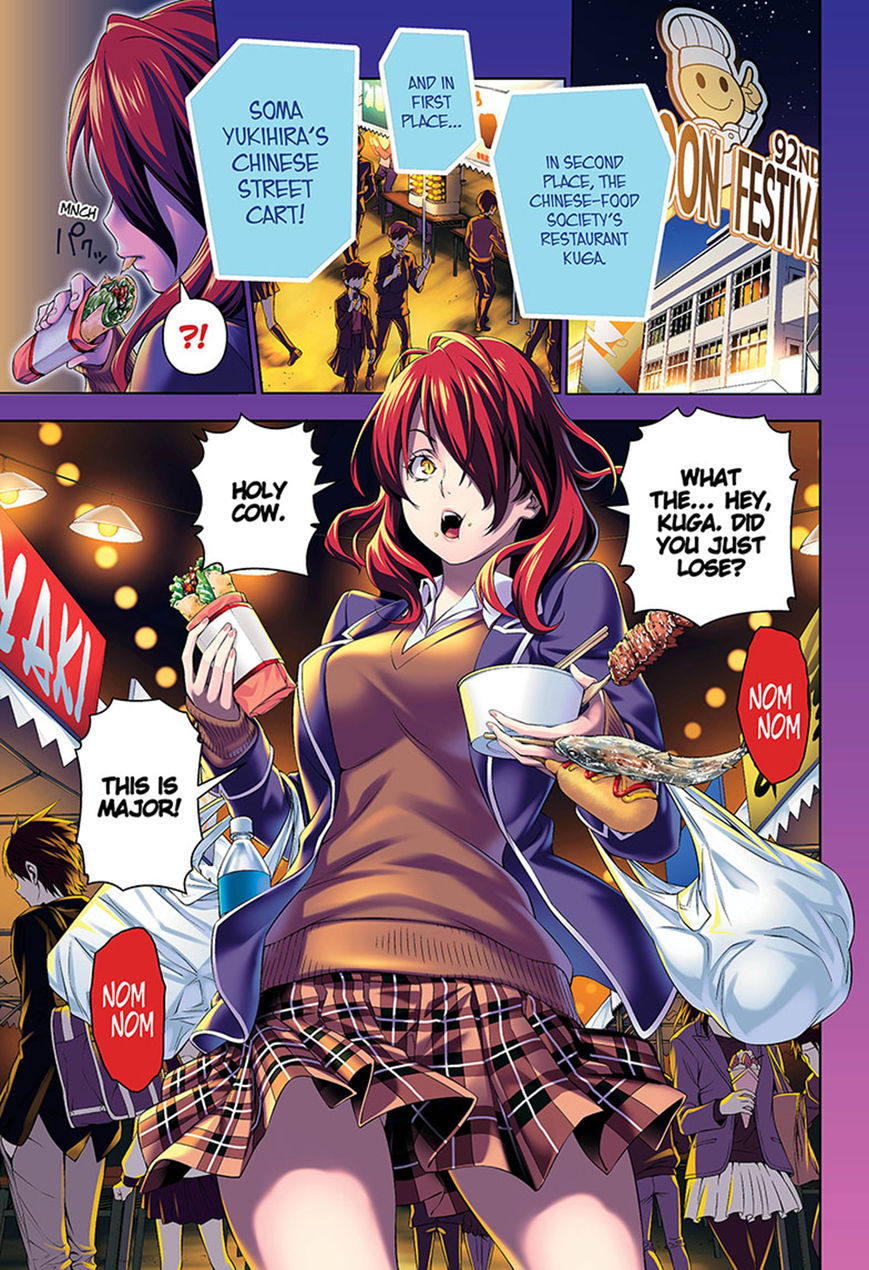 92ND
OON FESTIVA
IN SECOND
PLACE, THE
CHINESE-FOOD
SOCIETY'S
RESTAURANT
KUGA.
AND IN
FIRST
PLACE...
SOMA
YUKIHIRA'S
CHINESE
STREET
CART!
MNCH
パクッ
?!
WHAT
THE... HEY,
KUGA. DID
YOU JUST
LOSE?
HOLY
COW.
YAKI
NOM
NOM
THIS IS
MAJOR!
NOM
NOM